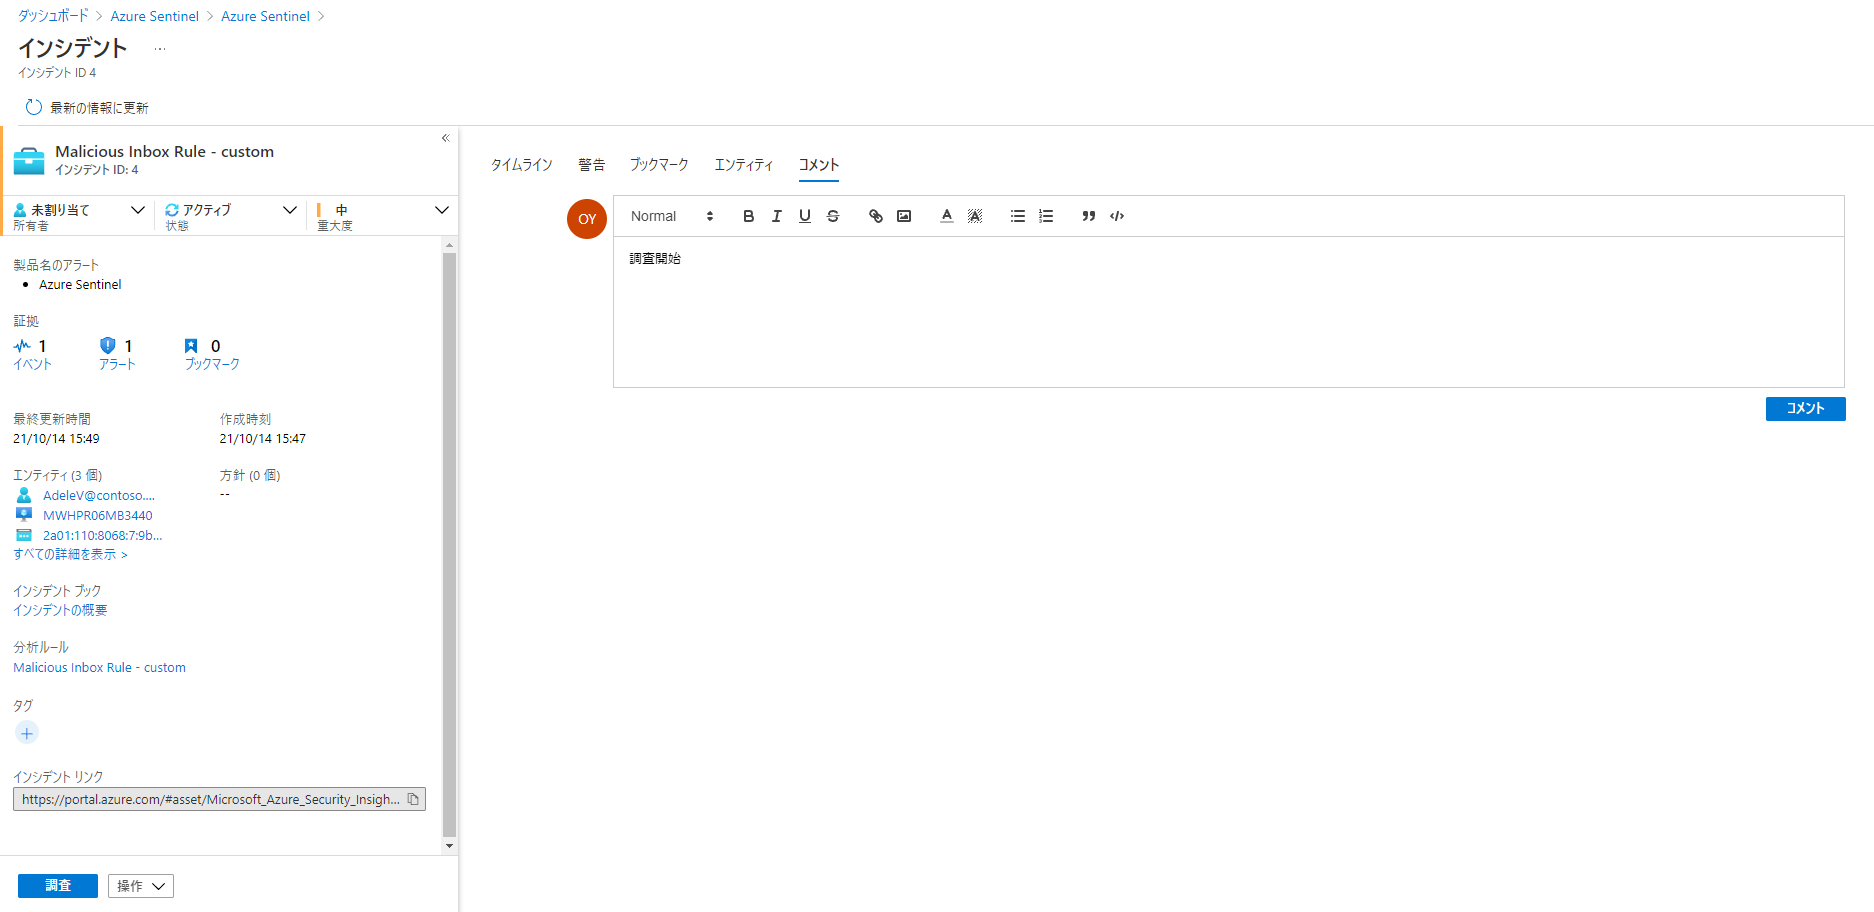 ダッシュボード > Azure Sentinel > Azure Sentinel >
インシデント ...
インシデント ID 4
最新の情報に更新
«
Malicious Inbox Rule - custom
インシデント ID: 4
未割り当て
所有者
アクティブ
状態
中
重大度
製品名のアラート
• Azure Sentinel
証拠
1 イベント
1 アラート
0 ブックマーク
最終更新時間
21/10/14 15:49
作成時刻
21/10/14 15:47
エンティティ (3 個)
AdeleV@contoso....
MWHPR06MB3440
2a01:110:8068:7:9b...
すべての詳細を表示 >
方針 (0 個)
--
インシデント ブック
インシデントの概要
分析ルール
Malicious Inbox Rule - custom
タグ
+
インシデント リンク
https://portal.azure.com/#asset/Microsoft_Azure_Security_Insigh...
調査 操作
タイムライン 警告 ブックマーク エンティティ コメント
OY
Normal B I U S A A </>
調査開始
コメント